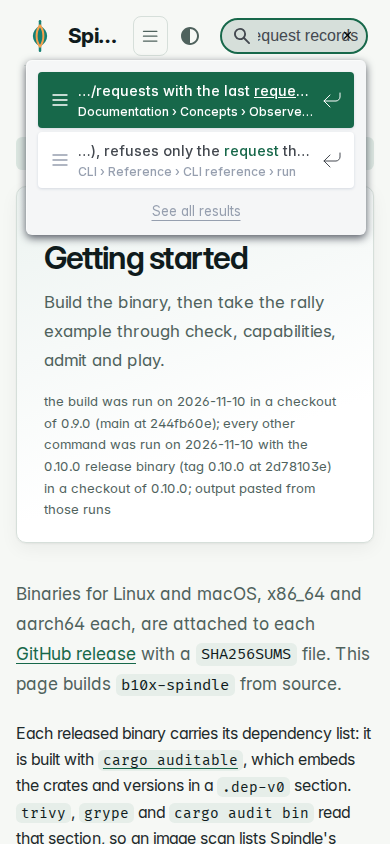 Spi...
equest records
.../requests with the last reque...
Documentation › Concepts › Observe...
...), refuses only the request th...
CLI › Reference › CLI reference › run
See all results
Getting started
Build the binary, then take the rally
example through check, capabilities,
admit and play.
the build was run on 2026-11-10 in a checkout
of 0.9.0 (main at 244fb60e); every other
command was run on 2026-11-10 with the
0.10.0 release binary (tag 0.10.0 at 2d78103e)
in a checkout of 0.10.0; output pasted from
those runs
Binaries for Linux and macOS, x86_64 and
aarch64 each, are attached to each
GitHub release with a SHA256SUMS file. This
page builds b10x-spindle from source.
Each released binary carries its dependency list: it
is built with cargo auditable, which embeds
the crates and versions in a .dep-v0 section.
trivy, grype and cargo audit bin read
that section, so an image scan lists Spindle's